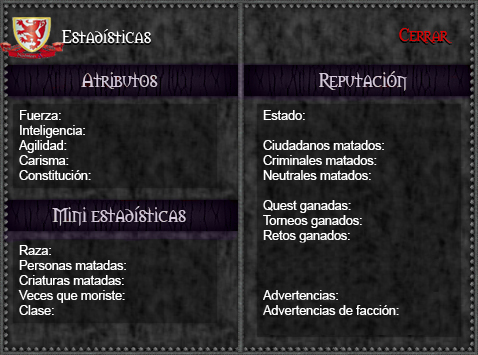 Estadísticas
Cerrar
Atributos
Fuerza:
Inteligencia:
Agilidad:
Carisma:
Constitución:
Mini estadísticas
Raza:
Personas matadas:
Criaturas matadas:
Veces que moriste:
Clase:
Reputación
Estado:
Ciudadanos matados:
Criminales matados:
Neutrales matados:
Quest ganadas:
Torneos ganados:
Retos ganados:
Advertencias:
Advertencias de facción: